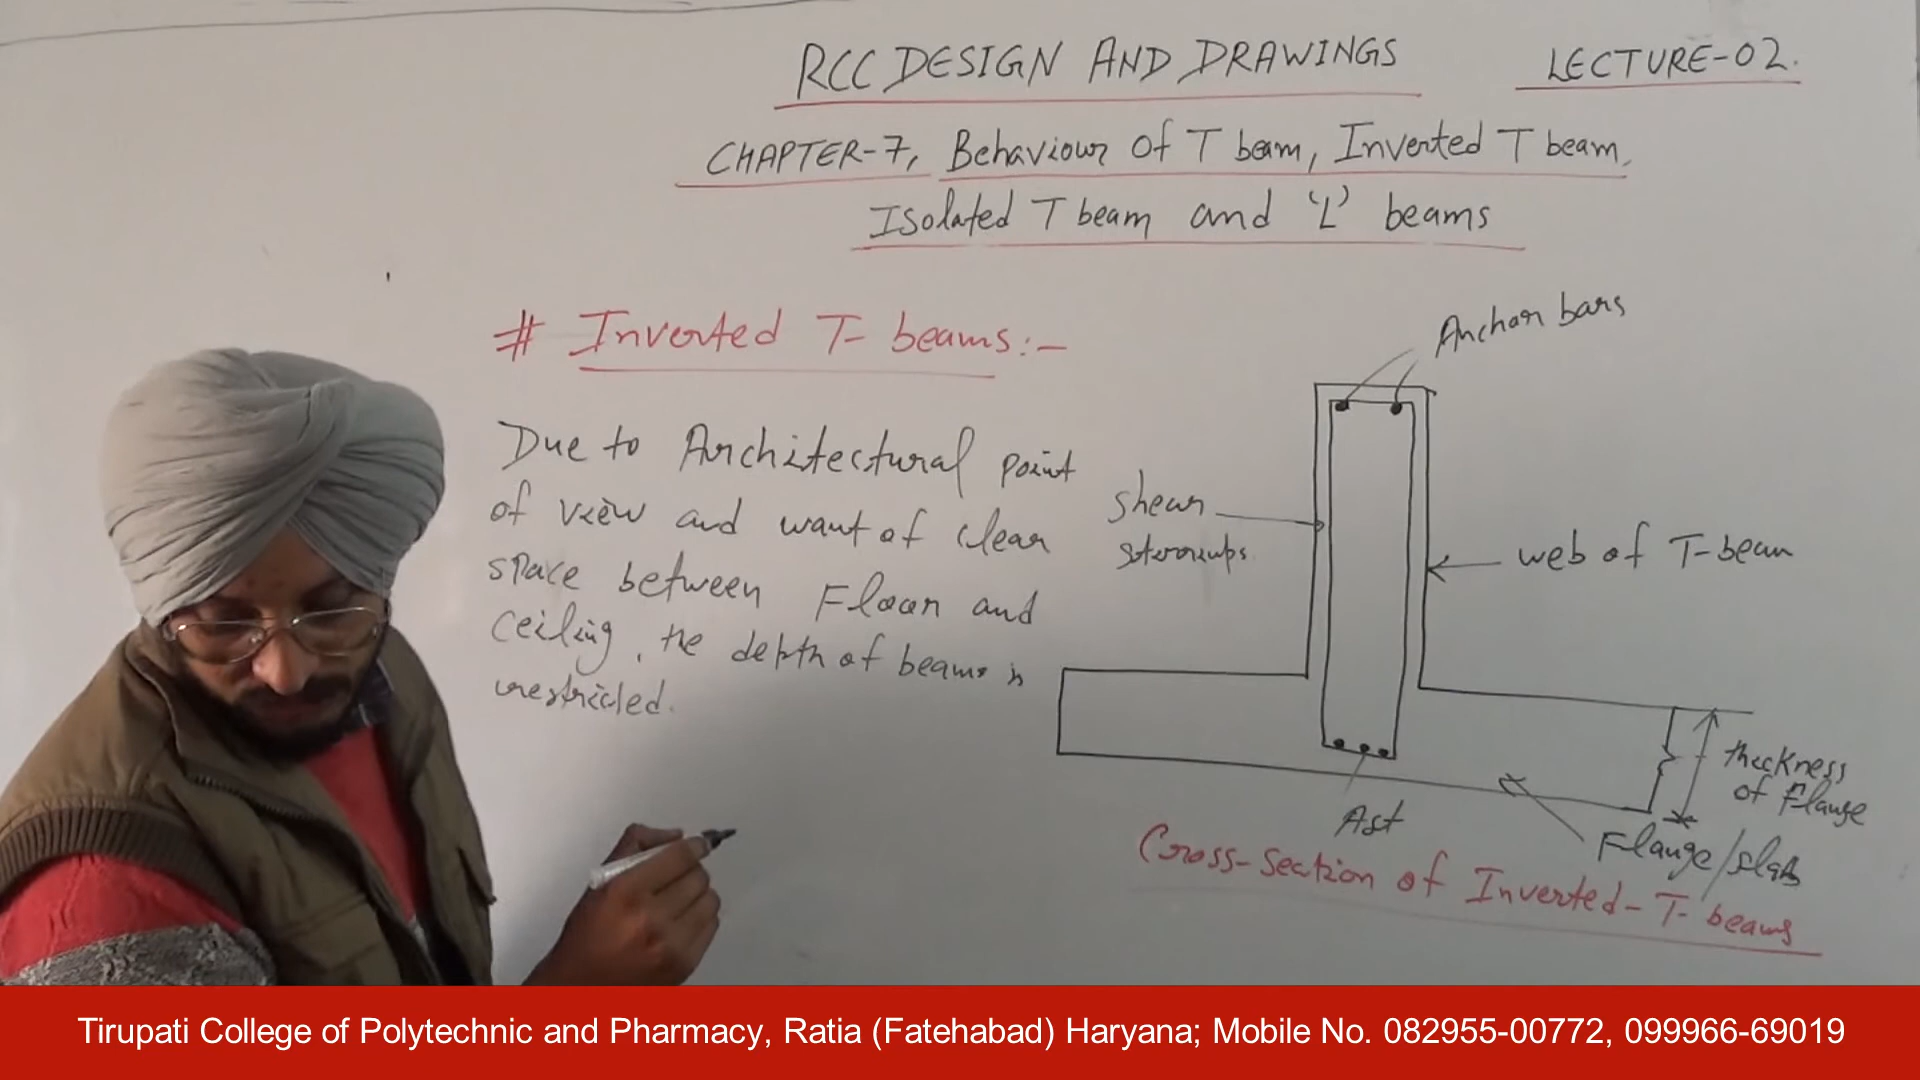 RCC DESIGN AND DRAWINGS
LECTURE-02.
CHAPTER-7, Behaviour Of T beam, Inverted T beam,
Isolated T beam and 'L' beams
# Inverted T- beams:-
Due to Architectural point
of view and want of clear
space between Floor and
ceiling, the depth of beams is
restricted.
Anchor bars
shear
sterrups
web of T-beam
thickness
of Flange
Ast
Flange/slab
Cross-section of Inverted-T-beams
Tirupati College of Polytechnic and Pharmacy, Ratia (Fatehabad) Haryana; Mobile No. 082955-00772, 099966-69019